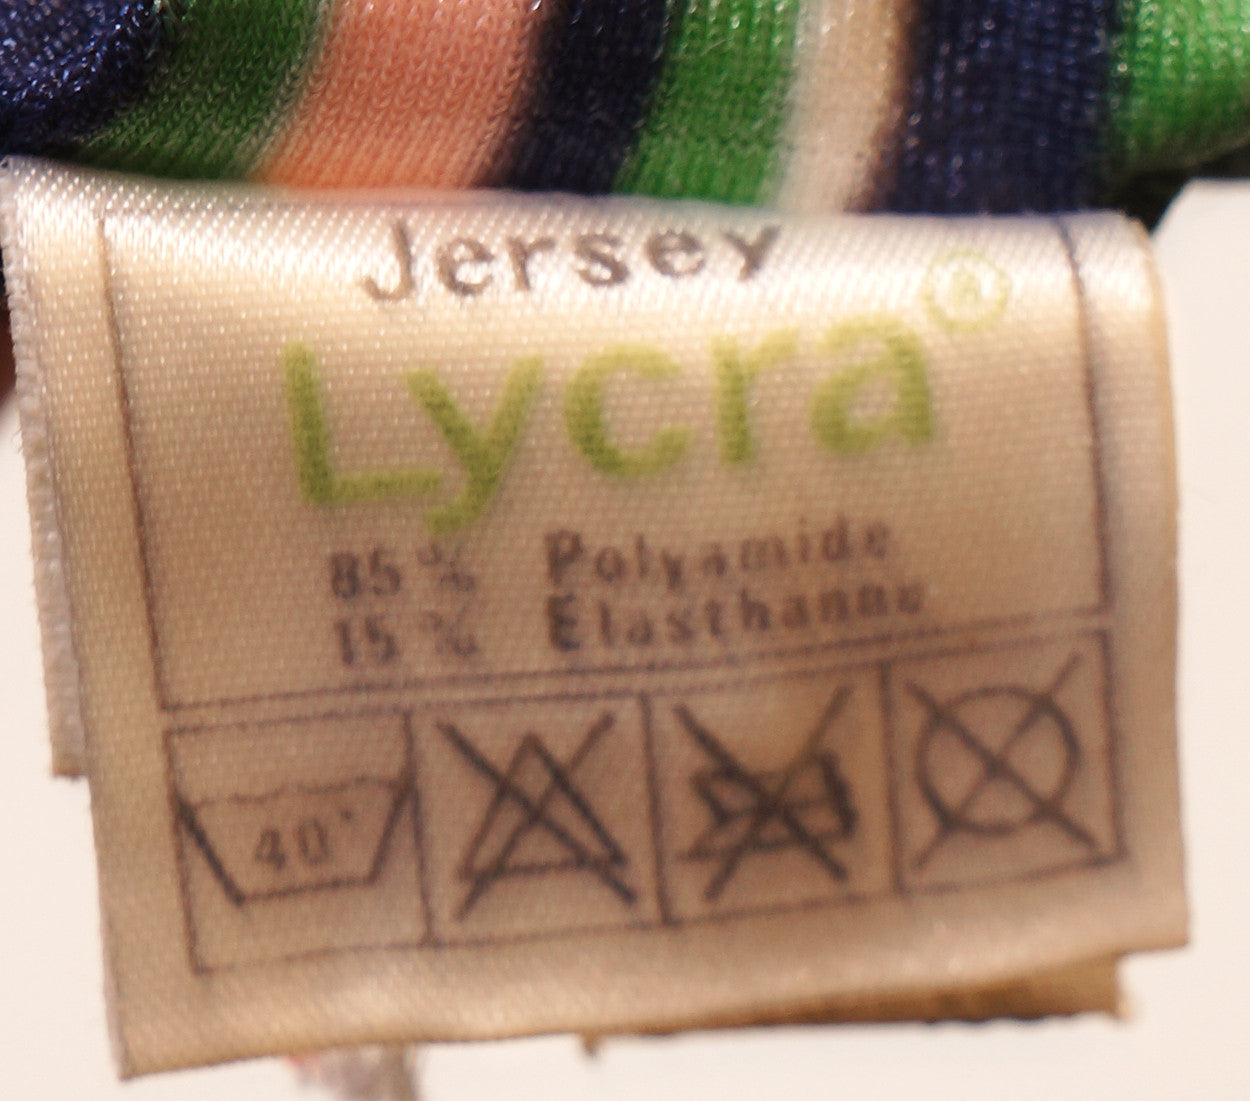 Jersey
Lycra®
85% Polyamide
15% Elasthanne
40°